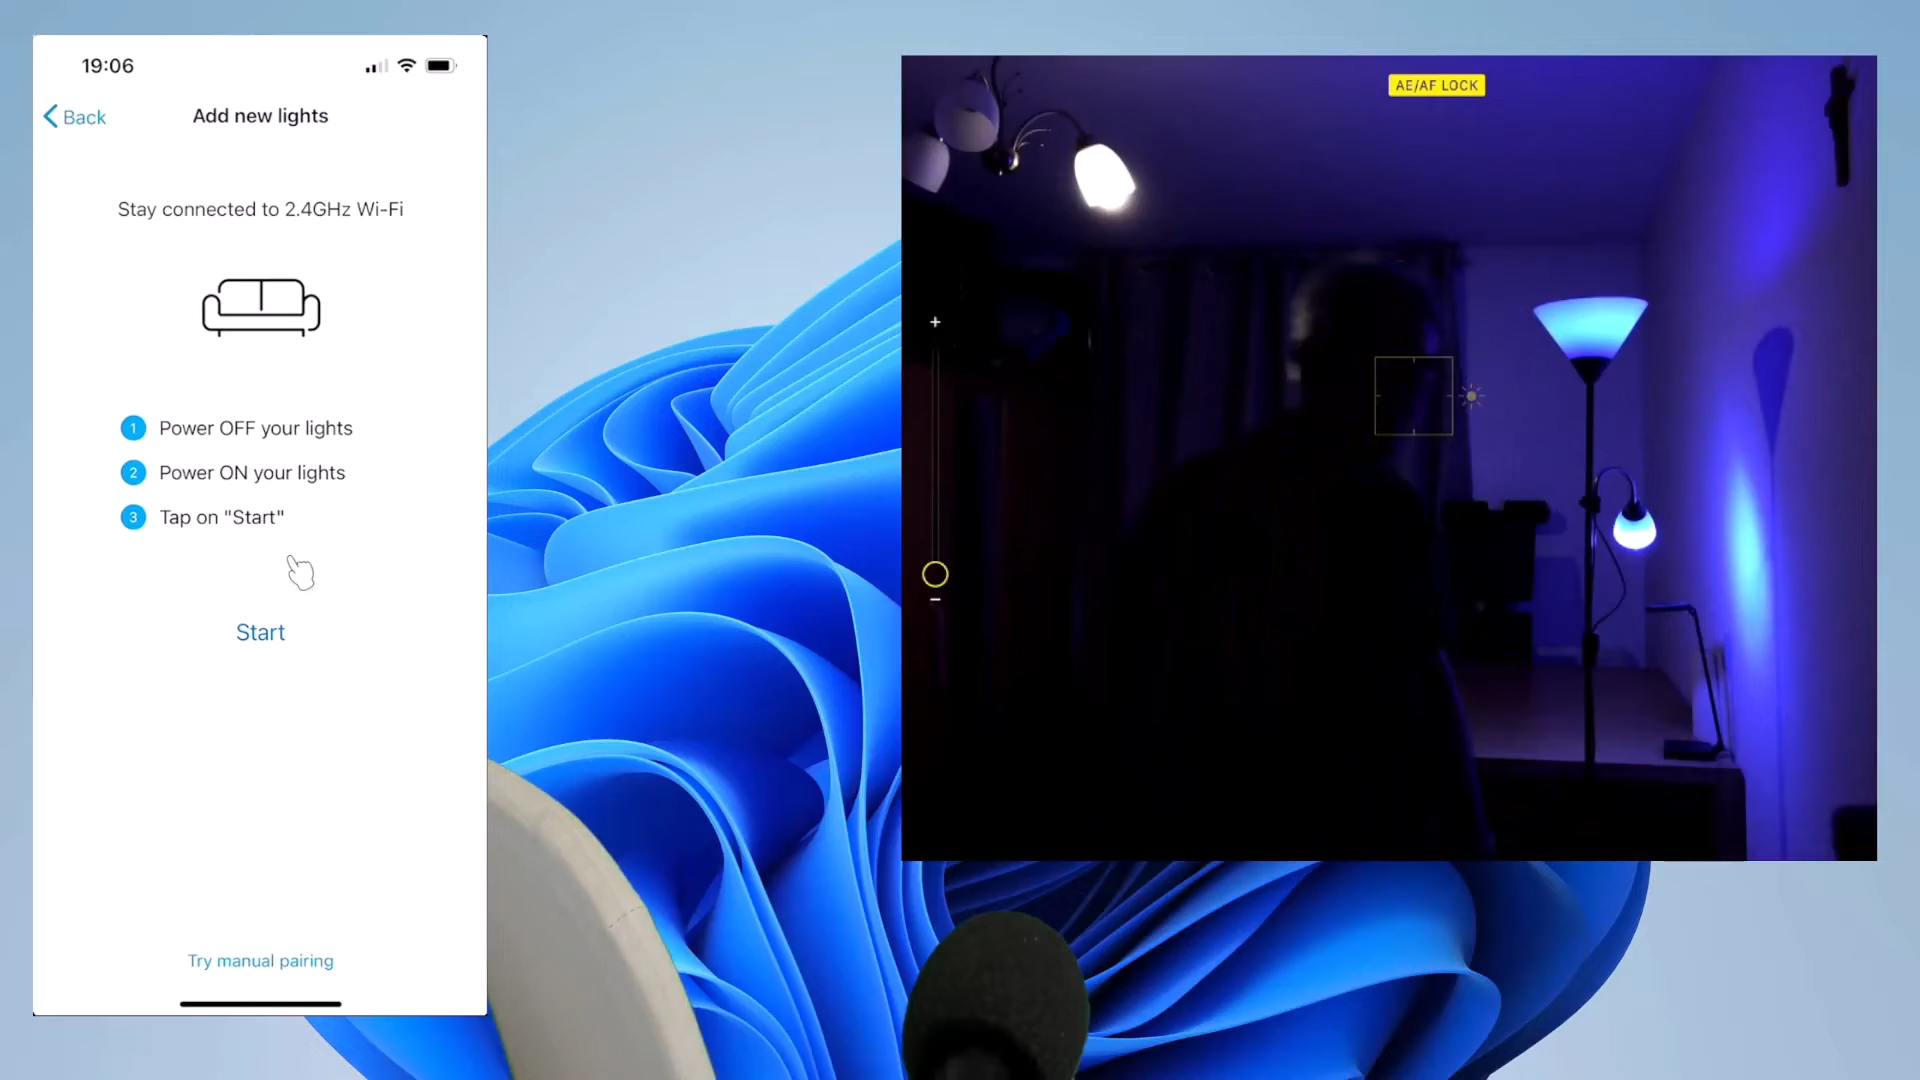 19:06
Back
Add new lights
Stay connected to 2.4GHz Wi-Fi
1 Power OFF your lights
2 Power ON your lights
3 Tap on "Start"
Start
Try manual pairing
AE/AF LOCK